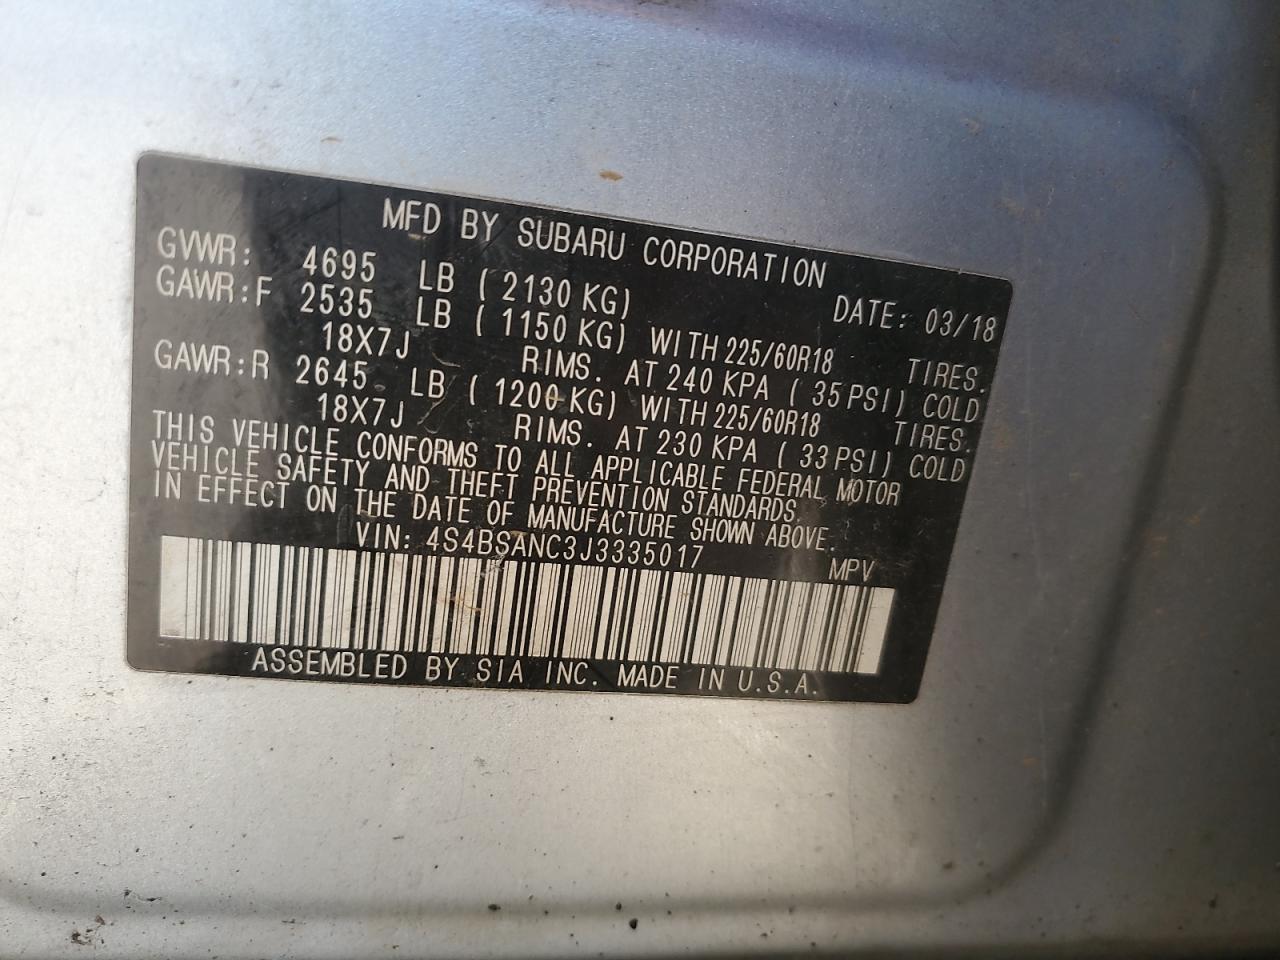 MFD BY SUBARU CORPORATION
DATE: 03/18
GVWR: 4695 LB ( 2130 KG)
GAWR:F 2535 LB ( 1150 KG) WITH 225/60R18 TIRES.
18X7J RIMS. AT 240 KPA ( 35 PSI) COLD
GAWR:R 2645 LB ( 1200 KG) WITH 225/60R18 TIRES.
18X7J RIMS. AT 230 KPA ( 33 PSI) COLD
THIS VEHICLE CONFORMS TO ALL APPLICABLE FEDERAL MOTOR
VEHICLE SAFETY AND THEFT PREVENTION STANDARDS
IN EFFECT ON THE DATE OF MANUFACTURE SHOWN ABOVE.
VIN: 4S4BSANC3J3335017 MPV
ASSEMBLED BY SIA INC. MADE IN U.S.A.